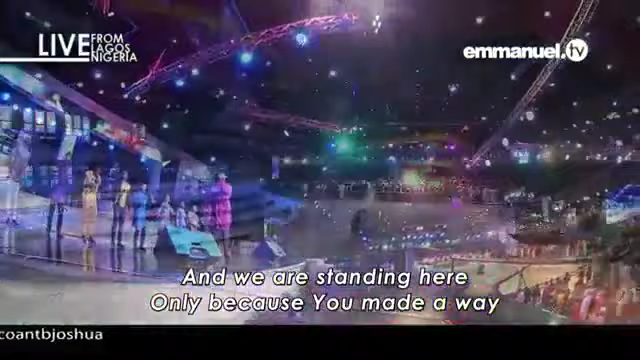 LIVE
FROM
LAGOS
NIGERIA
emmanuel.tv
And we are standing here
Only because You made a way
coantbjoshua